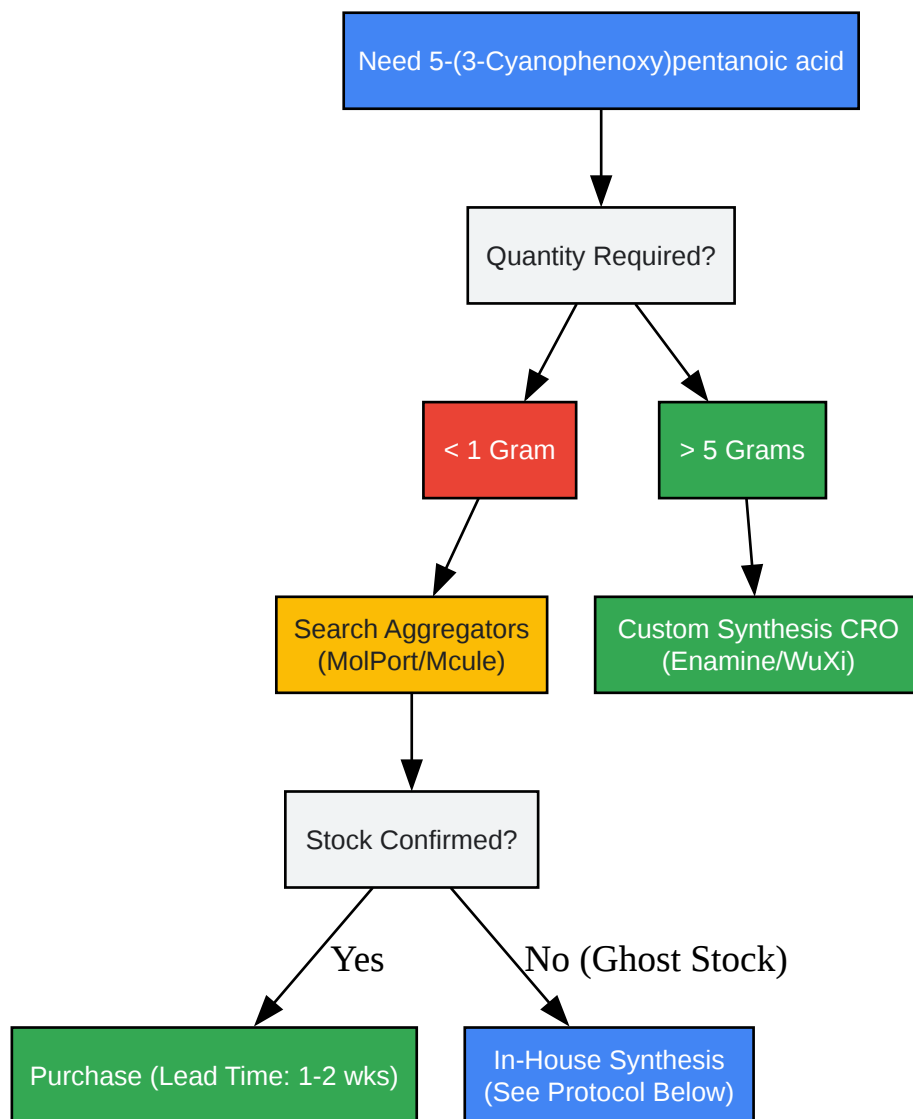 Need 5-(3-Cyanophenoxy)pentanoic acid
Quantity Required?
< 1 Gram
> 5 Grams
Search Aggregators
(MolPort/Mcule)
Custom Synthesis CRO
(Enamine/WuXi)
Stock Confirmed?
Yes
No (Ghost Stock)
Purchase (Lead Time: 1-2 wks)
In-House Synthesis
(See Protocol Below)